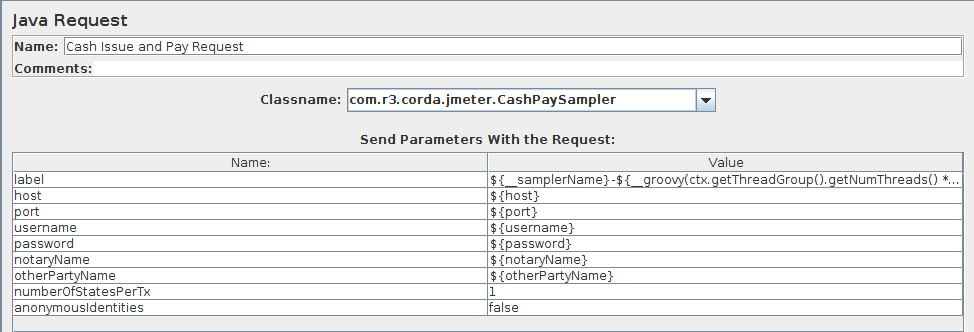 Java Request
Name: Cash Issue and Pay Request
Comments:
Classname: com.r3.corda.jmeter.CashPaySampler
Send Parameters With the Request:
Name: Value
label ${__samplerName}-${__groovy(ctx.getThreadGroup().getNumThreads() *...
host ${host}
port ${port}
username ${username}
password ${password}
notaryName ${notaryName}
otherPartyName ${otherPartyName}
numberOfStatesPerTx 1
anonymousIdentities false